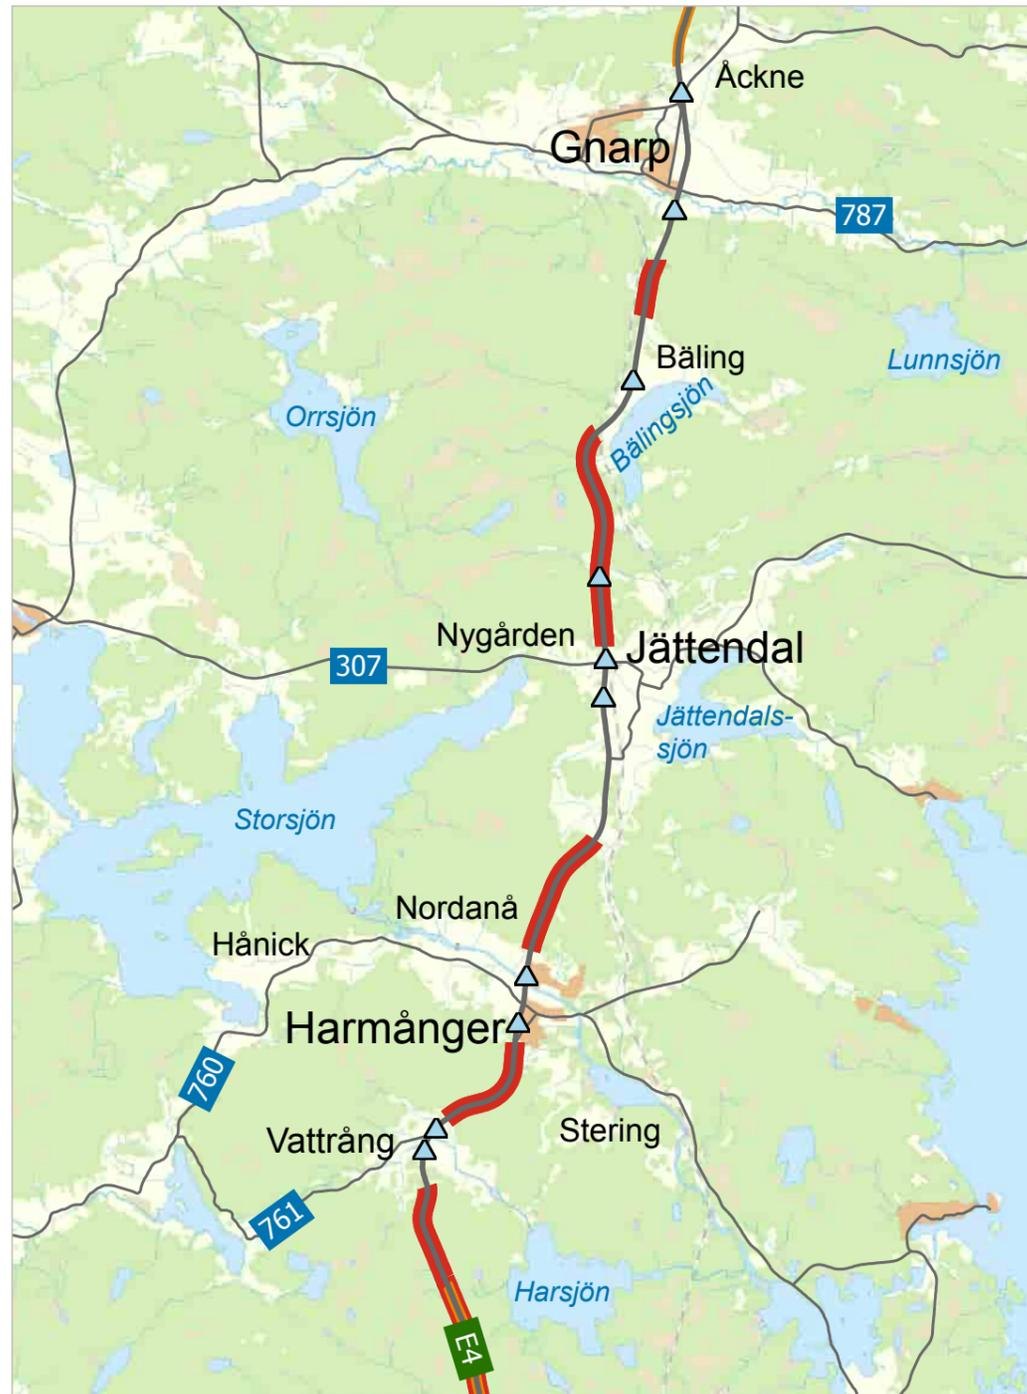 Åckne
Gnarp
787
Bäling
Lunnsjön
Orrsjön
Bälingsjön
Nygården
Jättendal
307
Jättendals-
sjön
Storsjön
Nordanå
Hånick
Harmånger
760
Stering
Vattrång
761
Harsjön
E4